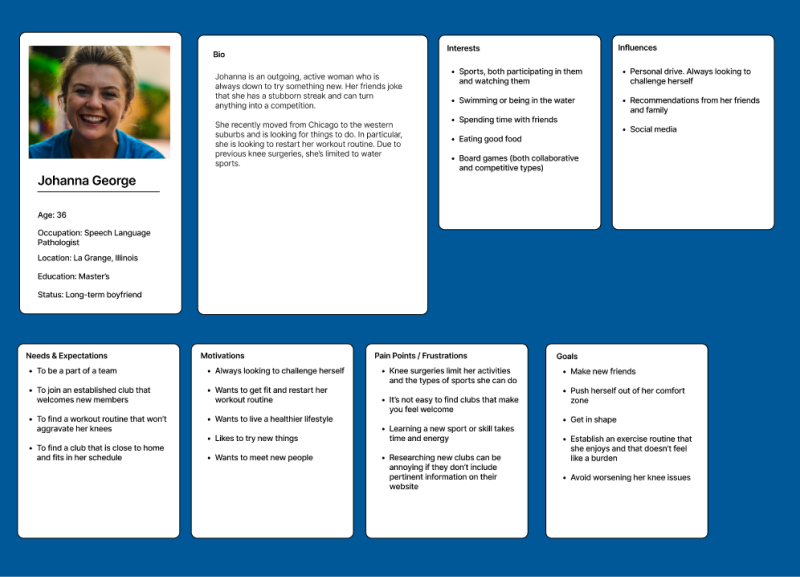 Johanna George
Age: 36
Occupation: Speech Language
Pathologist
Location: La Grange, Illinois
Education: Master's
Status: Long-term boyfriend
Bio
Johanna is an outgoing, active woman who is
always down to try something new. Her friends joke
that she has a stubborn streak and can turn
anything into a competition.
She recently moved from Chicago to the western
suburbs and is looking for things to do. In particular,
she is looking to restart her workout routine. Due to
previous knee surgeries, she's limited to water
sports.
Interests
• Sports, both participating in them
and watching them
• Swimming or being in the water
• Spending time with friends
• Eating good food
• Board games (both collaborative
and competitive types)
Influences
• Personal drive. Always looking to
challenge herself
• Recommendations from her friends
and family
• Social media
Needs & Expectations
• To be a part of a team
• To join an established club that
welcomes new members
• To find a workout routine that won't
aggravate her knees
• To find a club that is close to home
and fits in her schedule
Motivations
• Always looking to challenge herself
• Wants to get fit and restart her
workout routine
• Wants to live a healthier lifestyle
• Likes to try new things
• Wants to meet new people
Pain Points / Frustrations
• Knee surgeries limit her activities
and the types of sports she can do
• It's not easy to find clubs that make
you feel welcome
• Learning a new sport or skill takes
time and energy
• Researching new clubs can be
annoying if they don't include
pertinent information on their
website
Goals
• Make new friends
• Push herself out of her comfort
zone
• Get in shape
• Establish an exercise routine that
she enjoys and that doesn't feel
like a burden
• Avoid worsening her knee issues